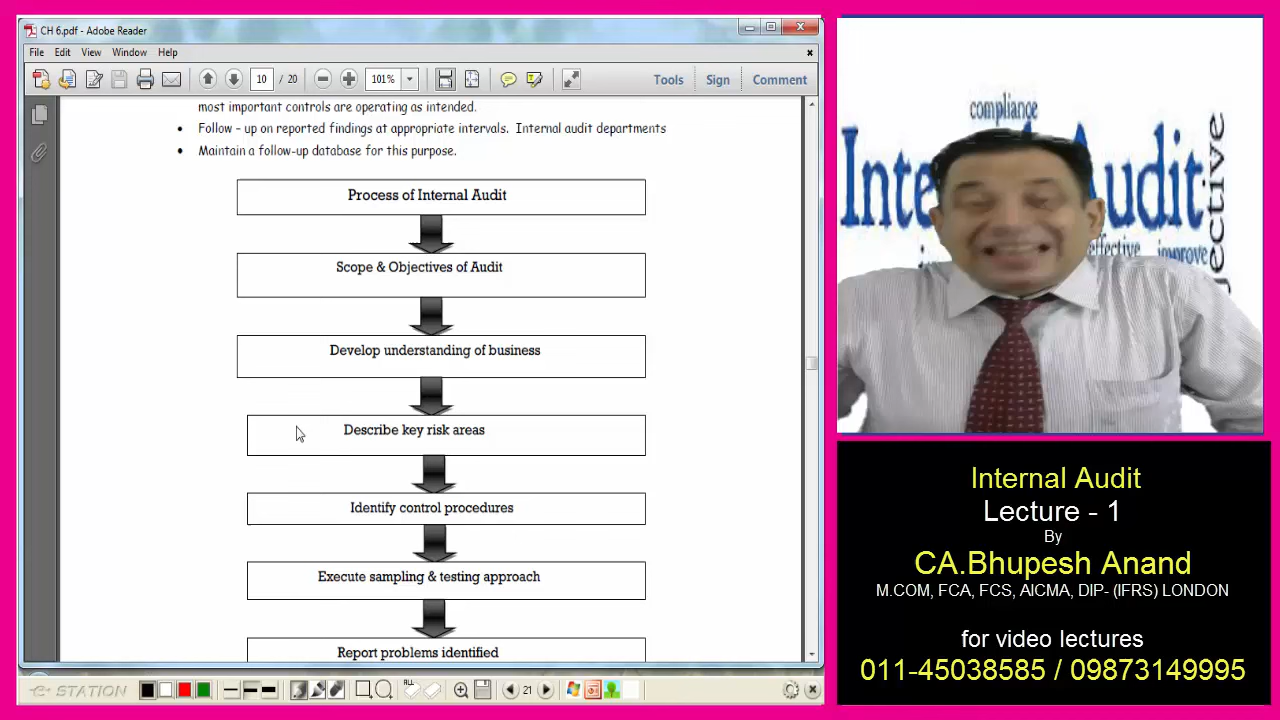 CH 6.pdf - Adobe Reader
File Edit View Window Help
10 / 20 101% Tools Sign Comment
most important controls are operating as intended.
• Follow - up on reported findings at appropriate intervals. Internal audit departments
• Maintain a follow-up database for this purpose.
Process of Internal Audit
Scope & Objectives of Audit
Develop understanding of business
Describe key risk areas
Identify control procedures
Execute sampling & testing approach
Report problems identified
e-STATION
ALL
21
compliance
Audit
effective improve
Internal Audit
Lecture - 1
By
CA.Bhupesh Anand
M.COM, FCA, FCS, AICMA, DIP- (IFRS) LONDON
for video lectures
011-45038585 / 09873149995